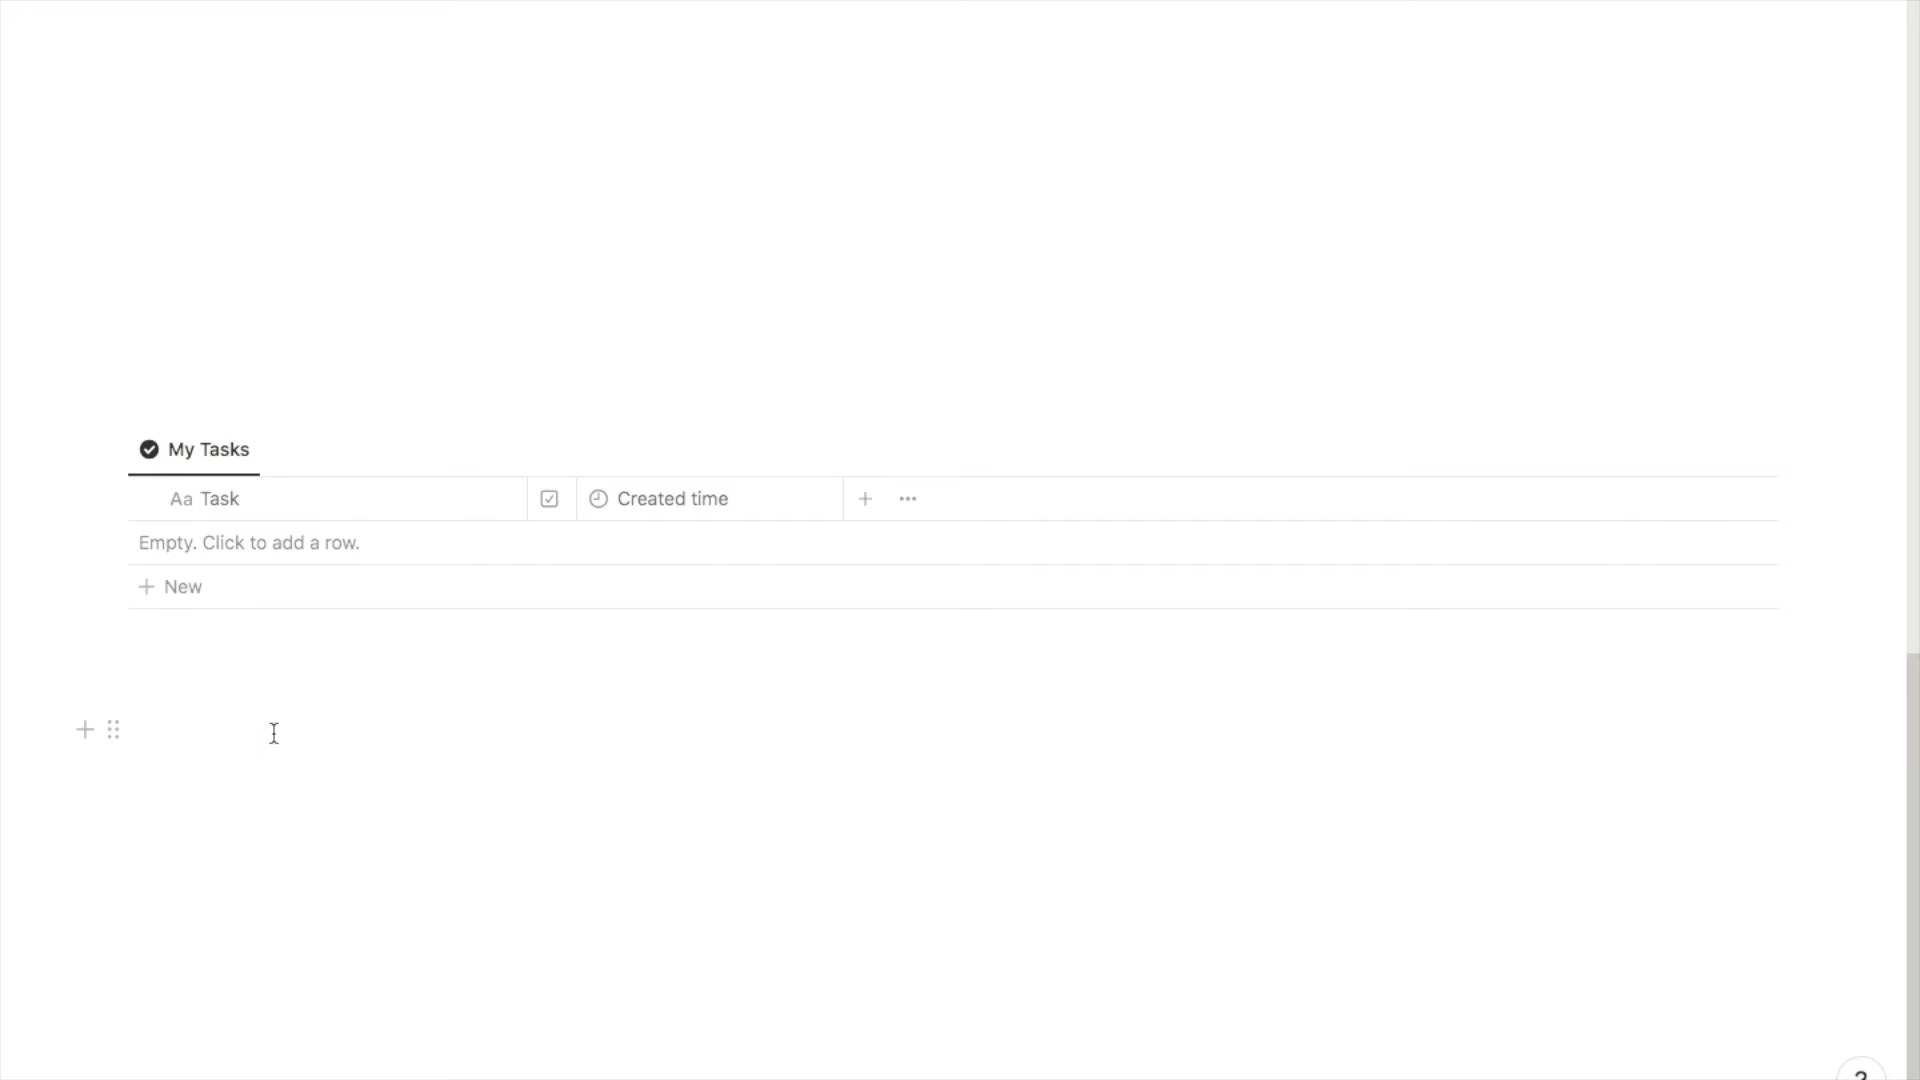 My Tasks
Aa Task Created time
Empty. Click to add a row.
+ New
?